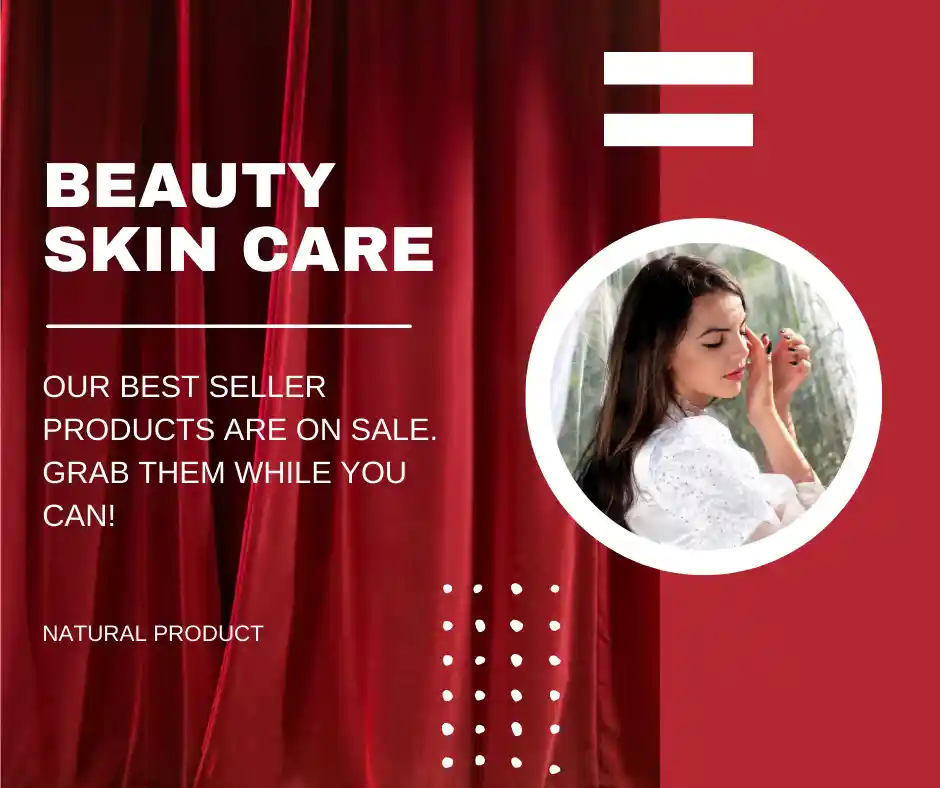 BEAUTY
SKIN CARE
OUR BEST SELLER
PRODUCTS ARE ON SALE.
GRAB THEM WHILE YOU
CAN!
NATURAL PRODUCT